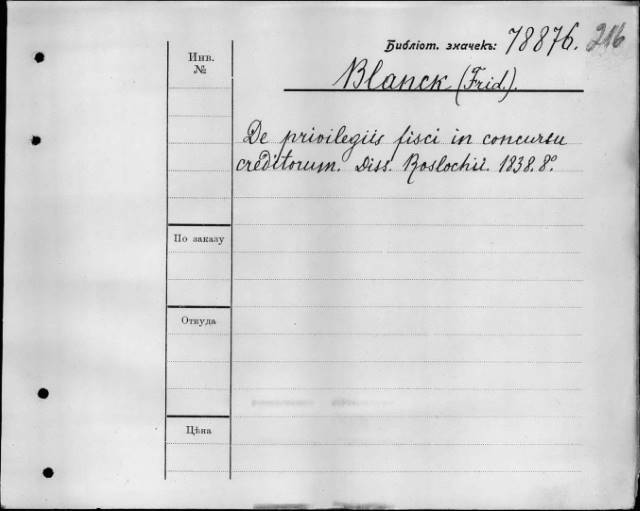 Библіот. значекъ: 78876. 216
Инв.
№
Blanck (Frid.).
De privilegiis fisci in concursu
creditorum. Diss. Rostochii. 1838. 8º
По заказу
Откуда
Цѣна